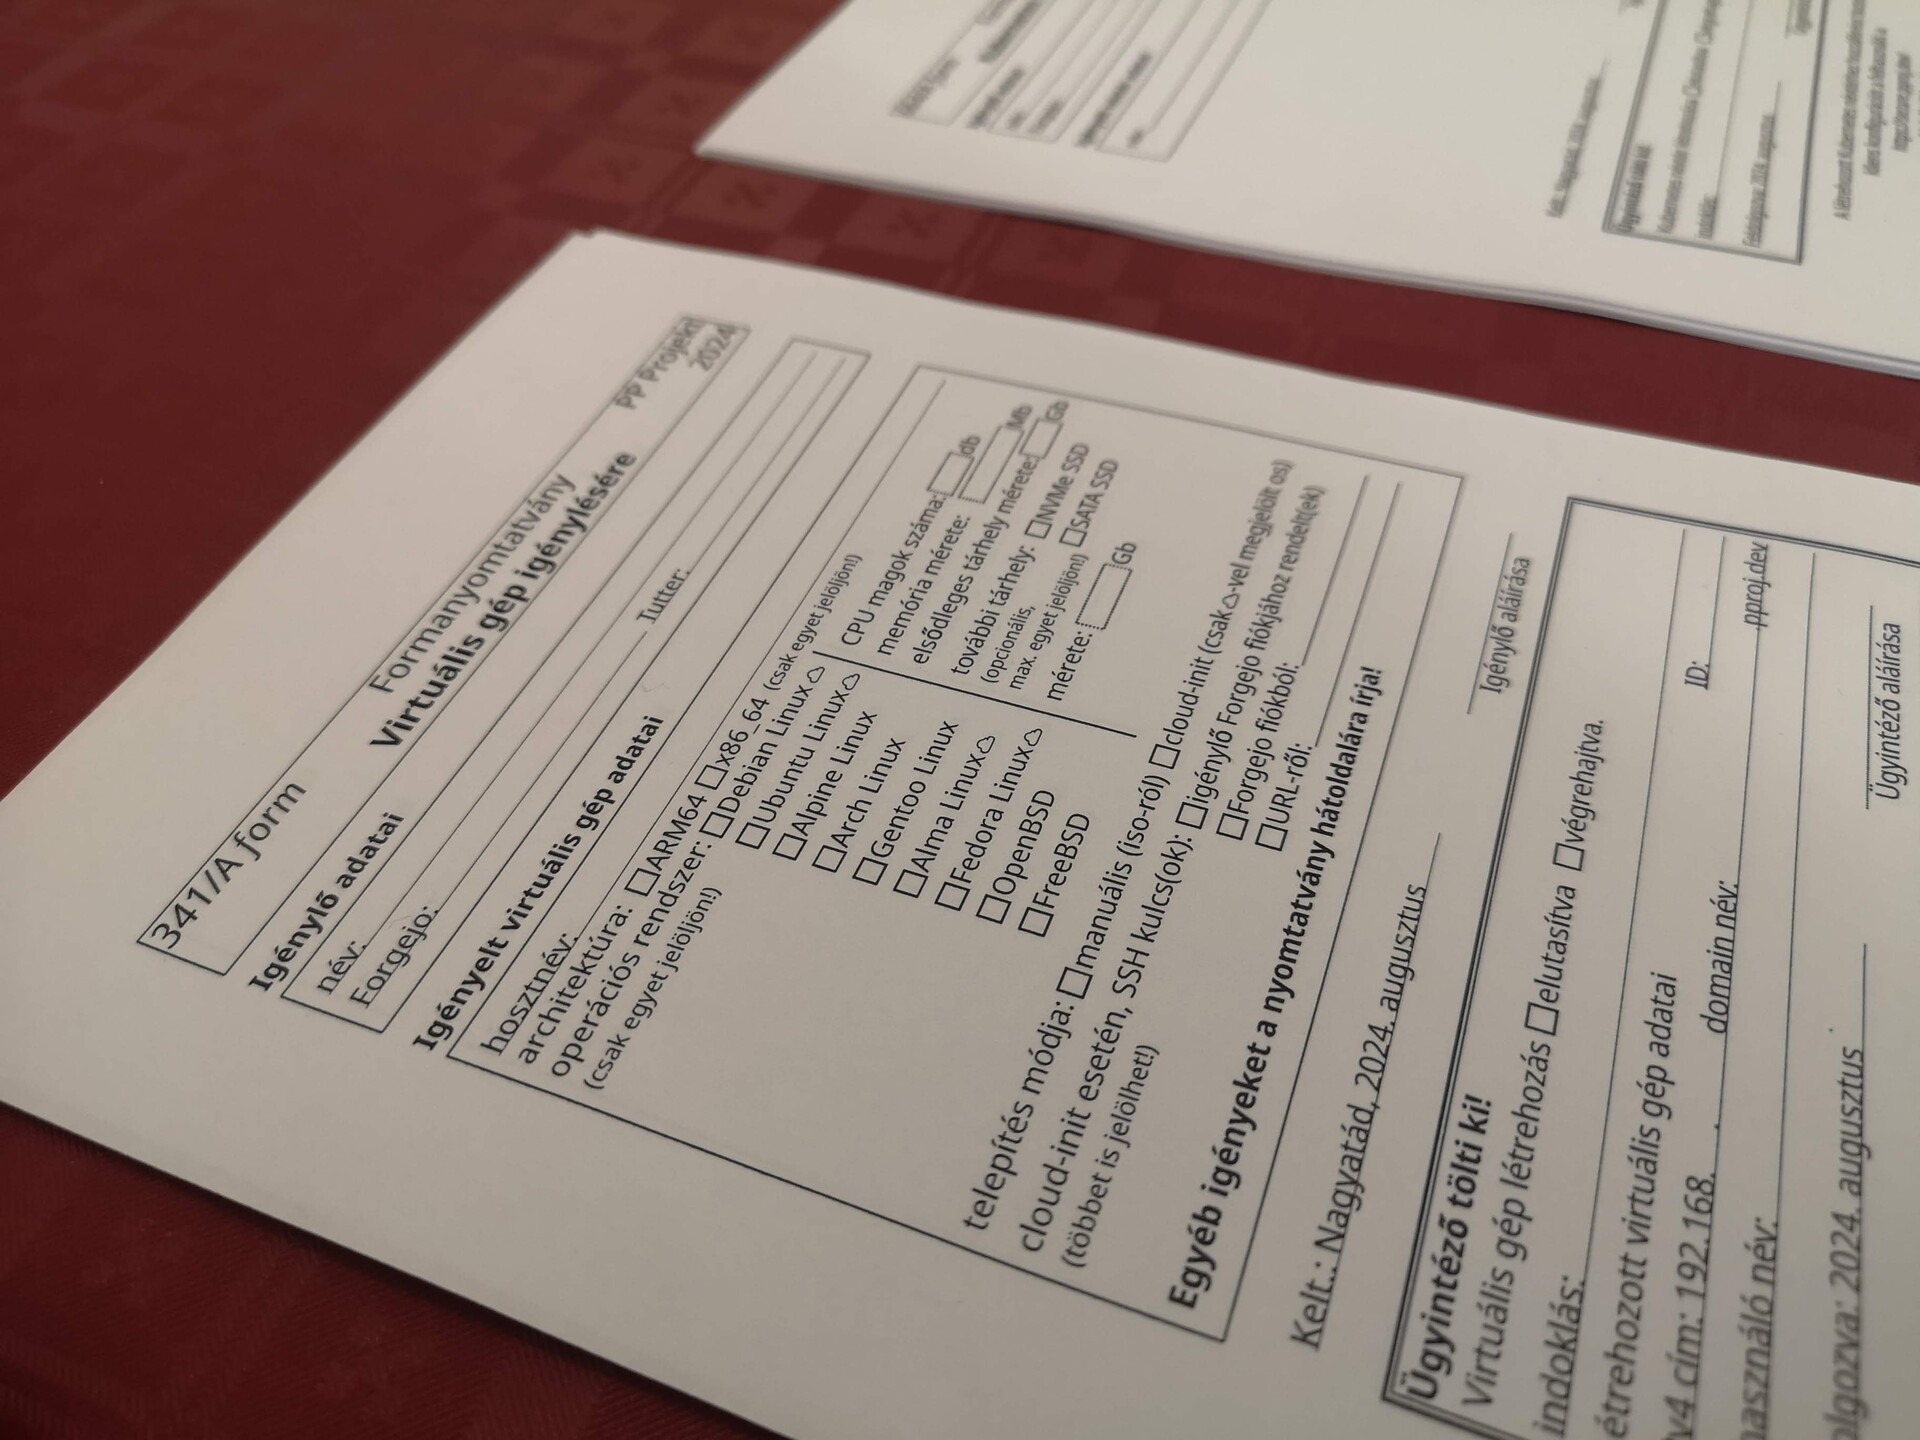 341/A form
Formanyomtatvány
Virtuális gép igénylésére
PP Projekt
2024
Igénylő adatai
név:
Forgejo: Tutter:
Igényelt virtuális gép adatai
hosztnév:
architektúra: □ARM64 □x86_64 (csak egyet jelöljön!)
operációs rendszer: □Debian Linux
(csak egyet jelöljön!)
□Ubuntu Linux
□Alpine Linux
□Arch Linux
□Gentoo Linux
□Alma Linux
□Fedora Linux
□OpenBSD
□FreeBSD
CPU magok száma: db
memória mérete: Mb
elsődleges tárhely mérete: Gb
további tárhely: □NVMe SSD
(opcionális,
max. egyet jelöljön!) □SATA SSD
mérete: Gb
telepítés módja: □manuális (iso-ról) □cloud-init (csak -vel megjelölt os)
cloud-init esetén, SSH kulcs(ok): □igénylő Forgejo fiókjához rendelt(ek)
(többet is jelölhet!)
□Forgejo fiókból:
□URL-ről:
Egyéb igényeket a nyomtatvány hátoldalára írja!
Kelt.: Nagyatád, 2024. augusztus
Igénylő aláírása
Ügyintéző tölti ki!
Virtuális gép létrehozás □elutasítva □végrehajtva.
indoklás:
étrehozott virtuális gép adatai ID:
v4 cím: 192.168. . domain név: .pproj.dev
használó név:
olgozva: 2024. augusztus
Ügyintéző aláírása